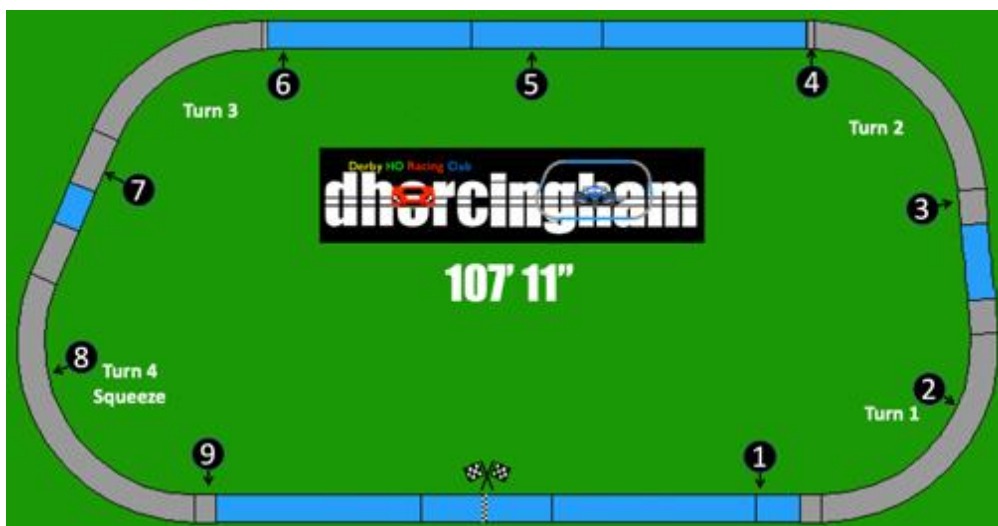 6
5
4
Turn 3
Turn 2
Derby HO Racing Club
dhorcingham
7
3
107' 11”
8
Turn 4
Squeeze
2
Turn 1
9
1